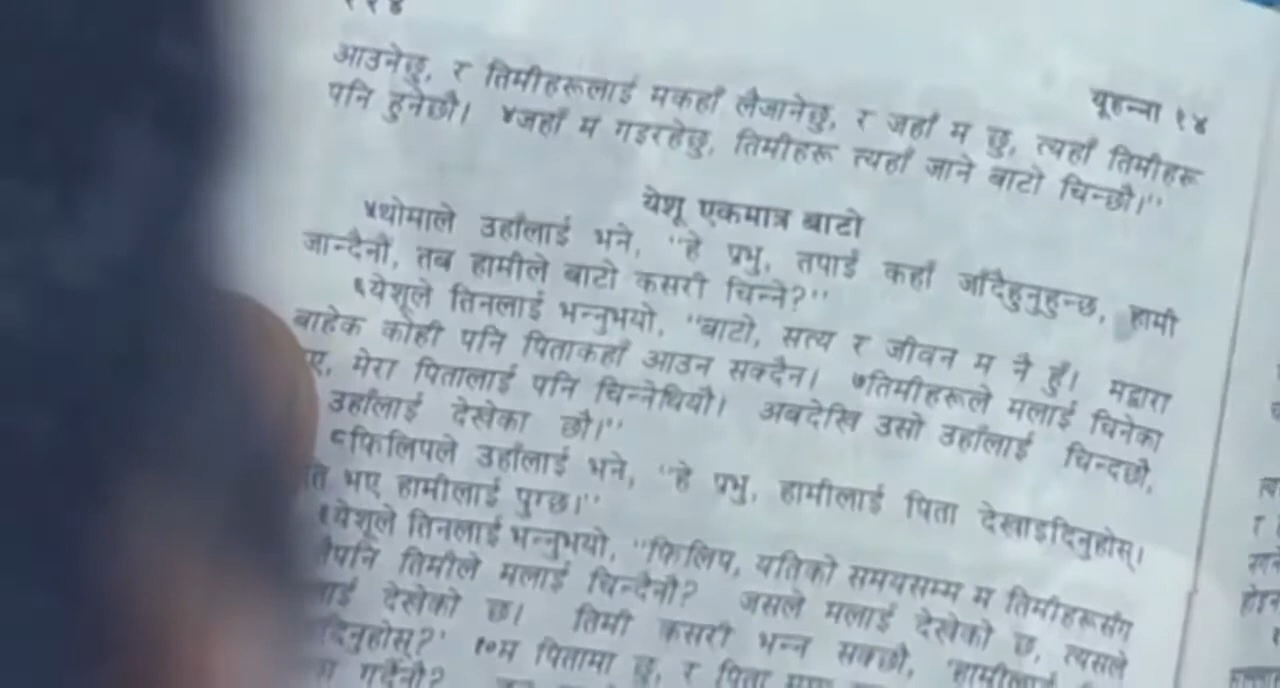 ११४
यूहन्ना १४
आउनेछु, र तिमीहरूलाई मकहाँ लैजानेछु, र जहाँ म छु, त्यहाँ तिमीहरू
पनि हुनेछौ। ४जहाँ म गइरहेछु, तिमीहरू त्यहाँ जाने बाटो चिन्छौ।"
येशू एकमात्र बाटो
५थोमाले उहाँलाई भने, "हे प्रभु, तपाईं कहाँ जाँदैहुनुहुन्छ, हामी
जान्दैनौं, तब हामीले बाटो कसरी चिन्ने?"
६येशूले तिनलाई भन्नुभयो, "बाटो, सत्य र जीवन म नै हुँ। मद्वारा
बाहेक कोही पनि पिताकहाँ आउन सक्दैन। ७तिमीहरूले मलाई चिनेका
ए, मेरा पितालाई पनि चिन्नेथियौ। अबदेखि उसो उहाँलाई चिन्दछौ,
उहाँलाई देखेका छौ।"
८फिलिपले उहाँलाई भने, "हे प्रभु, हामीलाई पिता देखाइदिनुहोस्।
ति भए हामीलाई पुग्छ।"
९येशूले तिनलाई भन्नुभयो, "फिलिप, यतिको समयसम्म म तिमीहरूसँग
पनि तिमीले मलाई चिन्दैनौ? जसले मलाई देखेको छ, त्यसले
लाई देखेको छ। तिमी कसरी भन्न सक्छौ, 'हामीलाई
दिनुहोस्?' १०म पितामा छु, र पिता
गर्दैनौ?